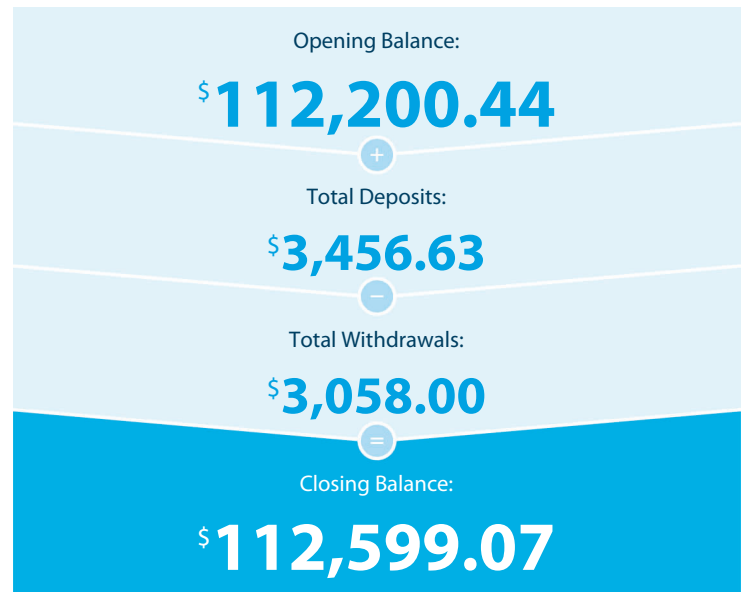 Opening Balance:
$112,200.44
+
Total Deposits:
$3,456.63
−
Total Withdrawals:
$3,058.00
=
Closing Balance:
$112,599.07